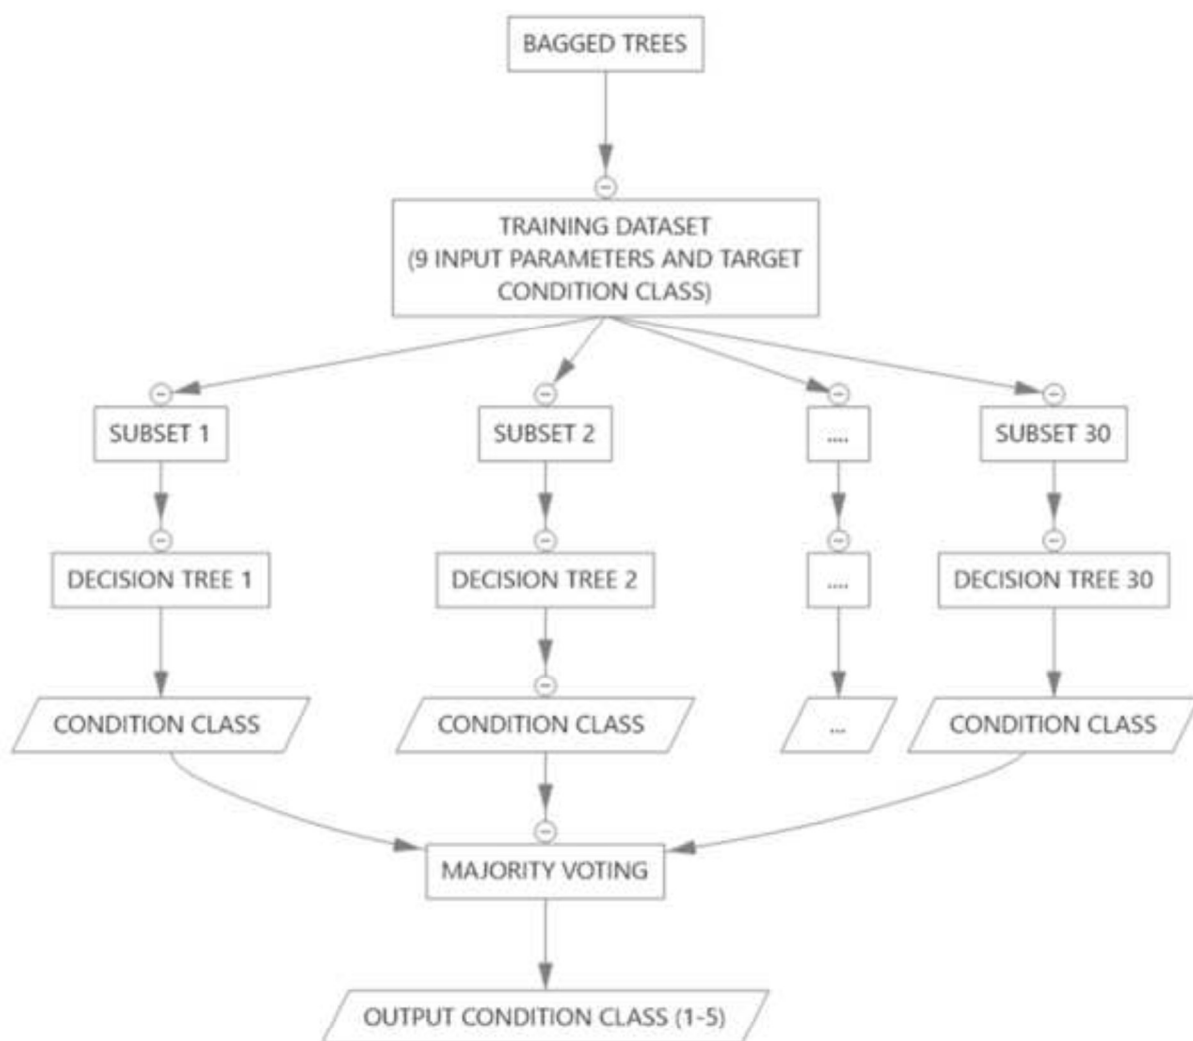 BAGGED TREES
TRAINING DATASET
(9 INPUT PARAMETERS AND TARGET
CONDITION CLASS)
SUBSET 1
SUBSET 2
....
SUBSET 30
DECISION TREE 1
DECISION TREE 2
....
DECISION TREE 30
CONDITION CLASS
CONDITION CLASS
...
CONDITION CLASS
MAJORITY VOTING
OUTPUT CONDITION CLASS (1-5)